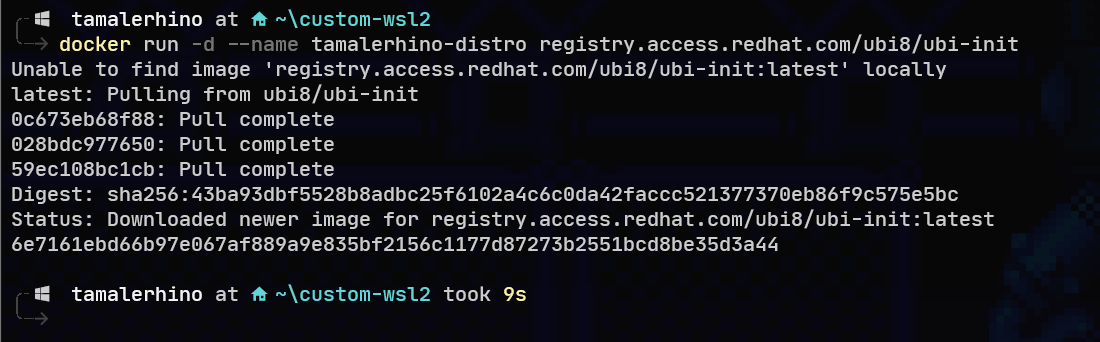 tamalerhino at ~\custom-wsl2
docker run -d --name tamalerhino-distro registry.access.redhat.com/ubi8/ubi-init
Unable to find image 'registry.access.redhat.com/ubi8/ubi-init:latest' locally
latest: Pulling from ubi8/ubi-init
0c673eb68f88: Pull complete
028bdc977650: Pull complete
59ec108bc1cb: Pull complete
Digest: sha256:43ba93dbf5528b8adbc25f6102a4c6c0da42faccc521377370eb86f9c575e5bc
Status: Downloaded newer image for registry.access.redhat.com/ubi8/ubi-init:latest
6e7161ebd66b97e067af889a9e835bf2156c1177d87273b2551bcd8be35d3a44
tamalerhino at ~\custom-wsl2 took 9s